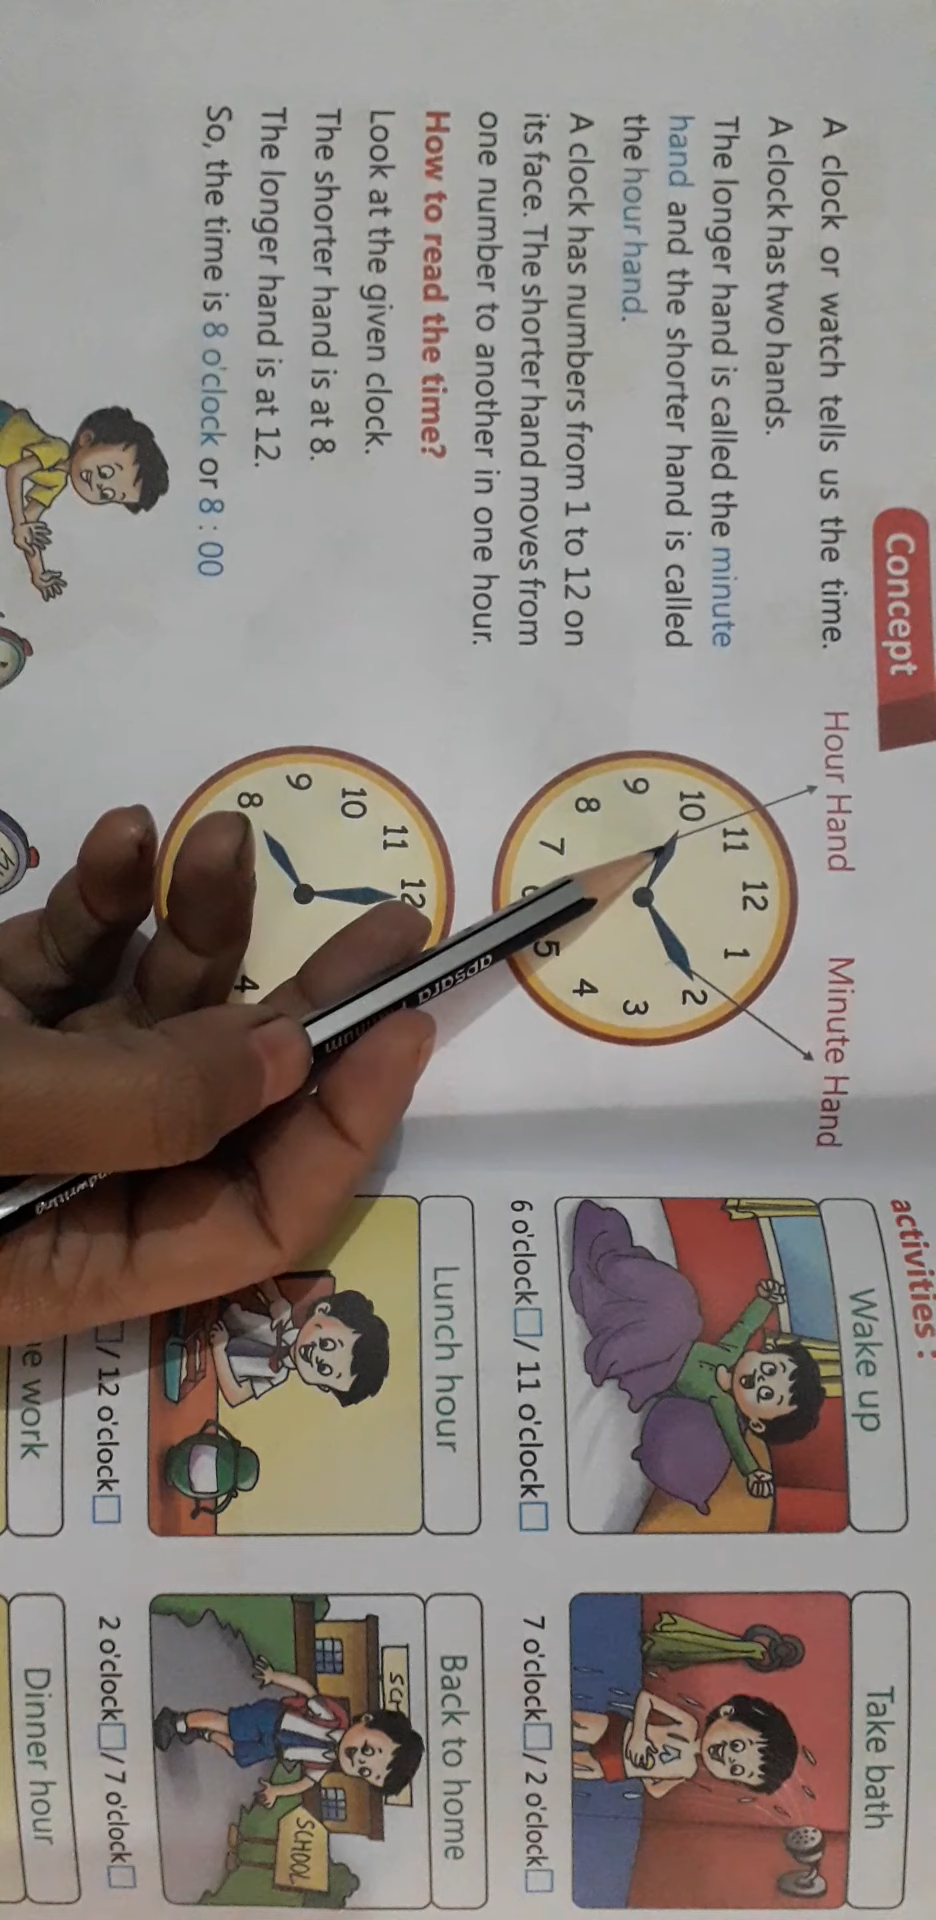 Concept
A clock or watch tells us the time.
A clock has two hands.
The longer hand is called the minute
hand and the shorter hand is called
the hour hand.
A clock has numbers from 1 to 12 on
its face. The shorter hand moves from
one number to another in one hour.
How to read the time?
Look at the given clock.
The shorter hand is at 8.
The longer hand is at 12.
So, the time is 8 o'clock or 8 : 00
Hour Hand
Minute Hand
12
1
2
3
4
5
7
8
9
10
11
12
4
8
9
10
11
apsara
activities :
Wake up
6 o'clock / 11 o'clock
Take bath
7 o'clock / 2 o'clock
Lunch hour
/ 12 o'clock
Back to home
SCHOOL
2 o'clock / 7 o'clock
work
Dinner hour